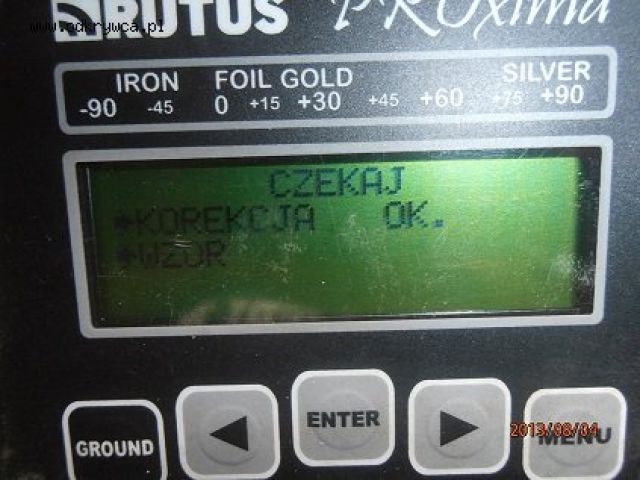 www.odkrywca.pl
RUTUS PROxima
IRON FOIL GOLD SILVER
-90 -45 0 +15 +30 +45 +60 +75 +90
CZEKAJ
*KOREKCJA OK.
*WZOR
GROUND ENTER MENU
2013/08/04